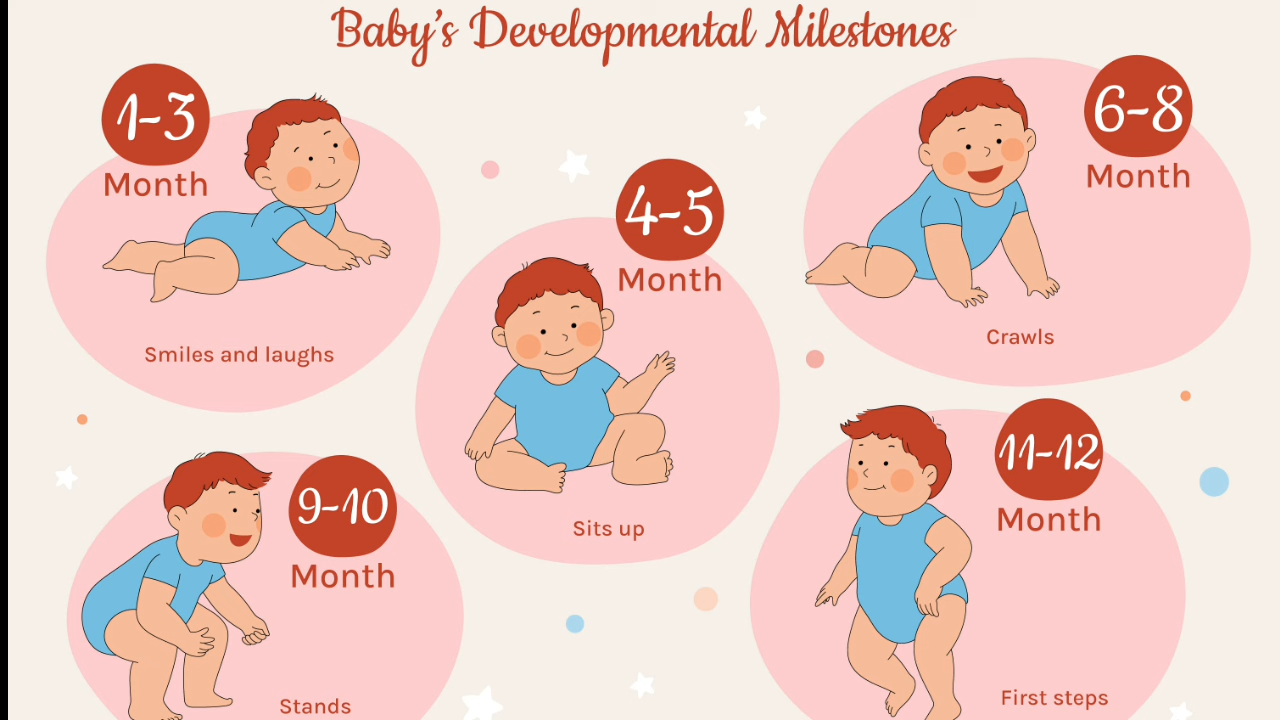 Baby's Developmental Milestones
1-3
Month
Smiles and laughs
4-5
Month
Sits up
6-8
Month
Crawls
9-10
Month
Stands
11-12
Month
First steps